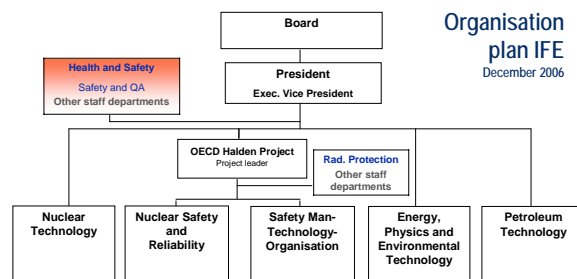 Organisation
plan IFE
December 2006
Board
President
Exec. Vice President
Health and Safety
Safety and QA
Other staff departments
OECD Halden Project
Project leader
Rad. Protection
Other staff
departments
Nuclear
Technology
Nuclear Safety
and
Reliability
Safety Man-
Technology-
Organisation
Energy,
Physics and
Environmental
Technology
Petroleum
Technology